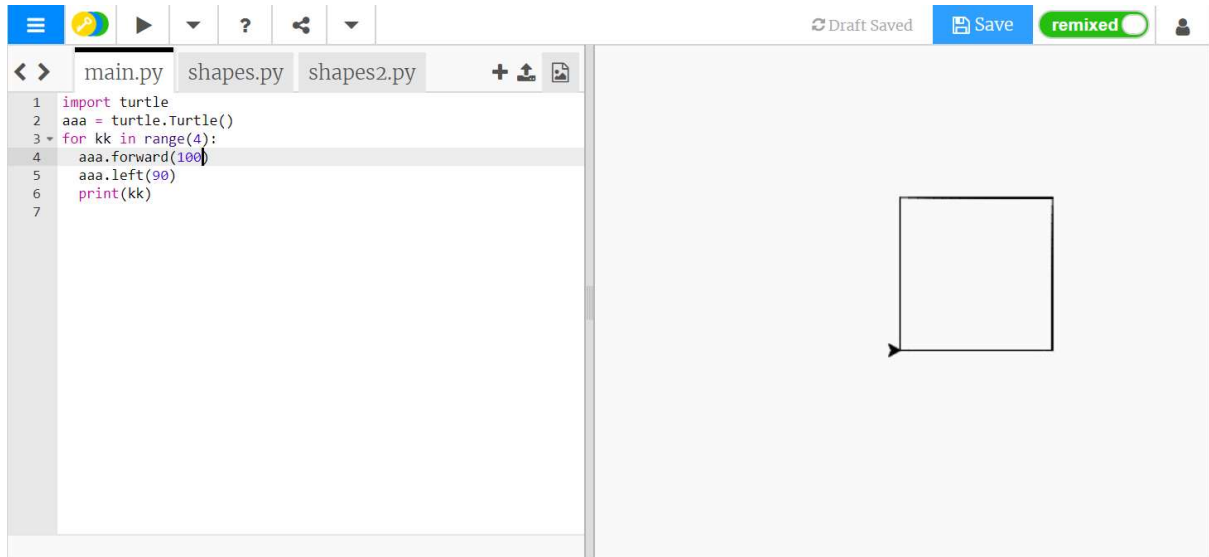 ?
Draft Saved
Save
remixed
main.py
shapes.py
shapes2.py
1 import turtle
2 aaa = turtle.Turtle()
3 for kk in range(4):
4   aaa.forward(100)
5   aaa.left(90)
6   print(kk)
7